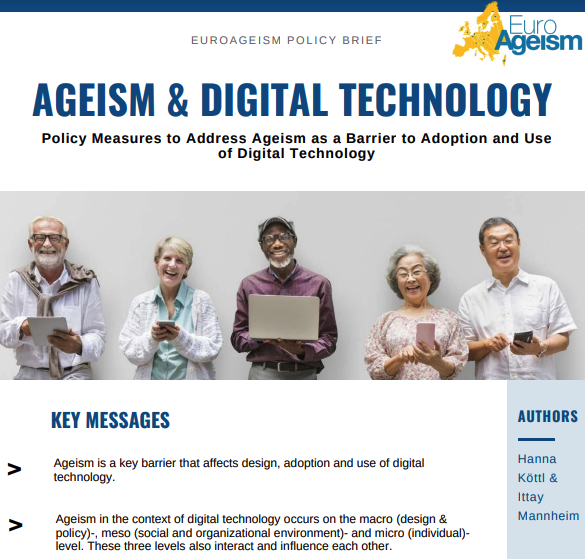 EUROAGEISM POLICY BRIEF
Euro
Ageism
AGEISM & DIGITAL TECHNOLOGY
Policy Measures to Address Ageism as a Barrier to Adoption and Use
of Digital Technology
KEY MESSAGES
> Ageism is a key barrier that affects design, adoption and use of digital
technology.
> Ageism in the context of digital technology occurs on the macro (design &
policy)-, meso (social and organizational environment)- and micro (individual)-
level. These three levels also interact and influence each other.
AUTHORS
Hanna
Köttl &
Ittay
Mannheim